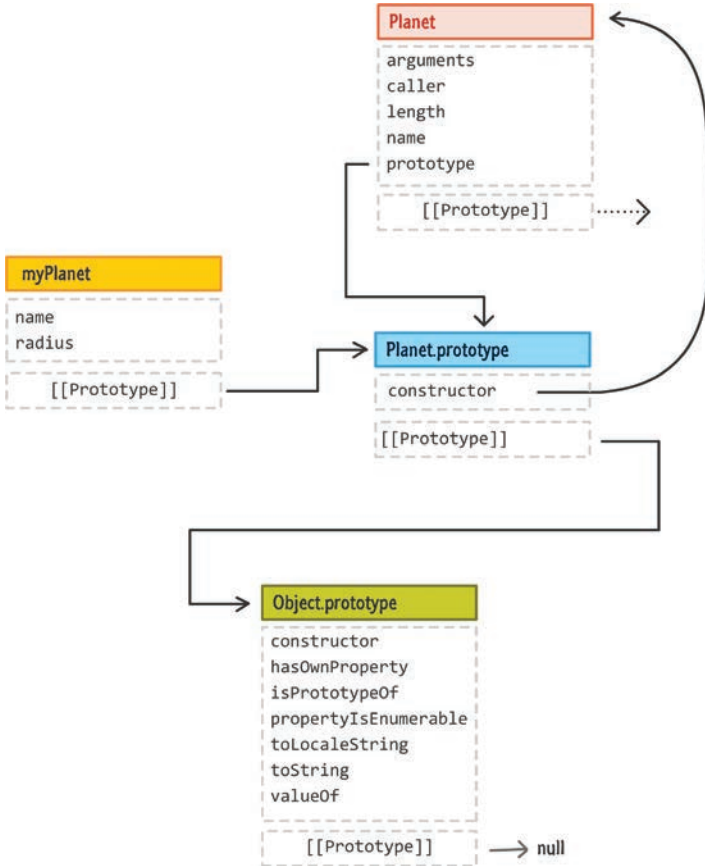 Planet
arguments
caller
length
name
prototype
[[Prototype]]
myPlanet
name
radius
[[Prototype]]
Planet.prototype
constructor
[[Prototype]]
Object.prototype
constructor
hasOwnProperty
isPrototypeOf
propertyIsEnumerable
toLocaleString
toString
valueOf
[[Prototype]]
null